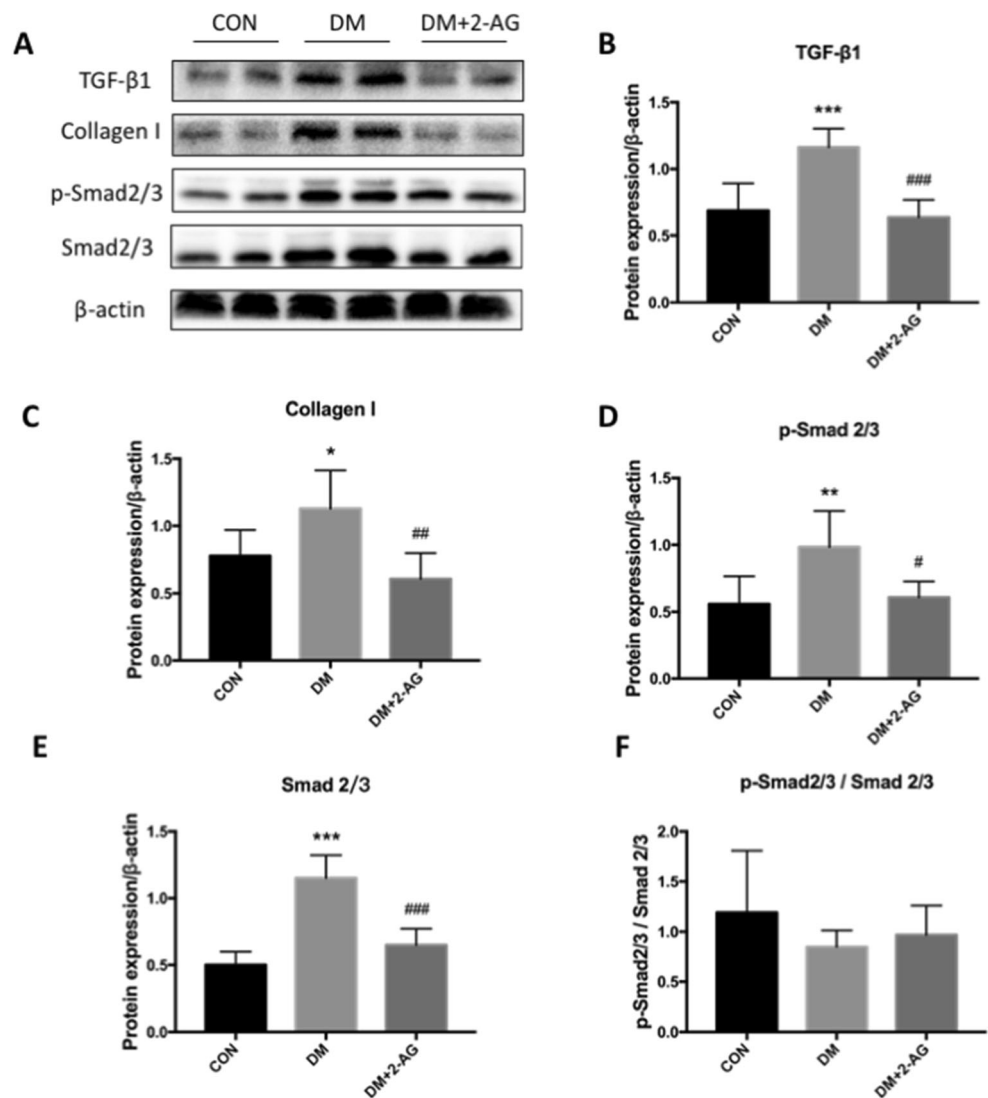 A
CON DM DM+2-AG
TGF-β1
Collagen I
p-Smad2/3
Smad2/3
β-actin
B
TGF-β1
***
###
Protein expression/β-actin
1.5
1.0
0.5
0.0
CON
DM
DM+2-AG
C
Collagen I
*
##
Protein expression/β-actin
1.5
1.0
0.5
0.0
CON
DM
DM+2-AG
D
p-Smad 2/3
**
#
Protein expression/β-actin
1.5
1.0
0.5
0.0
CON
DM
DM+2-AG
E
Smad 2/3
***
###
Protein expression/β-actin
1.5
1.0
0.5
0.0
CON
DM
DM+2-AG
F
p-Smad2/3 / Smad 2/3
p-Smad2/3 / Smad 2/3
2.0
1.5
1.0
0.5
0.0
CON
DM
DM+2-AG